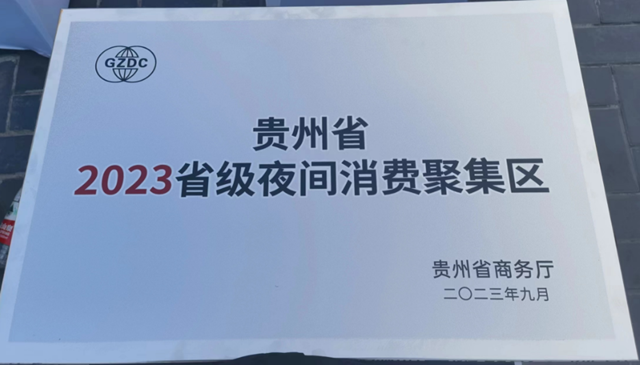 GZDC
贵州省
2023省级夜间消费聚集区
贵州省商务厅
二〇二三年九月